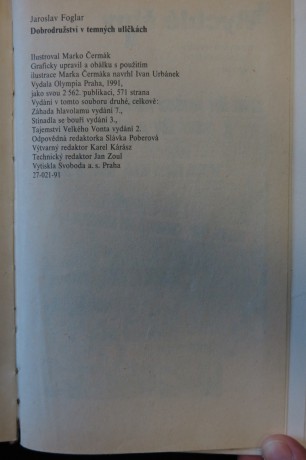 Jaroslav Foglar
Dobrodružství v temných uličkách
Ilustroval Marko Čermák
Graficky upravil a obálku s použitím
ilustrace Marka Čermáka navrhl Ivan Urbánek
Vydala Olympia Praha, 1991,
jako svou 2 562. publikaci, 571 strana
Vydání v tomto souboru druhé, celkově:
Záhada hlavolamu vydání 7.,
Stínadla se bouří vydání 3.,
Tajemství Velkého Vonta vydání 2.
Odpovědná redaktorka Slávka Poberová
Výtvarný redaktor Karel Kárász
Technický redaktor Jan Zoul
Vytiskla Svoboda a. s. Praha
27-021-91